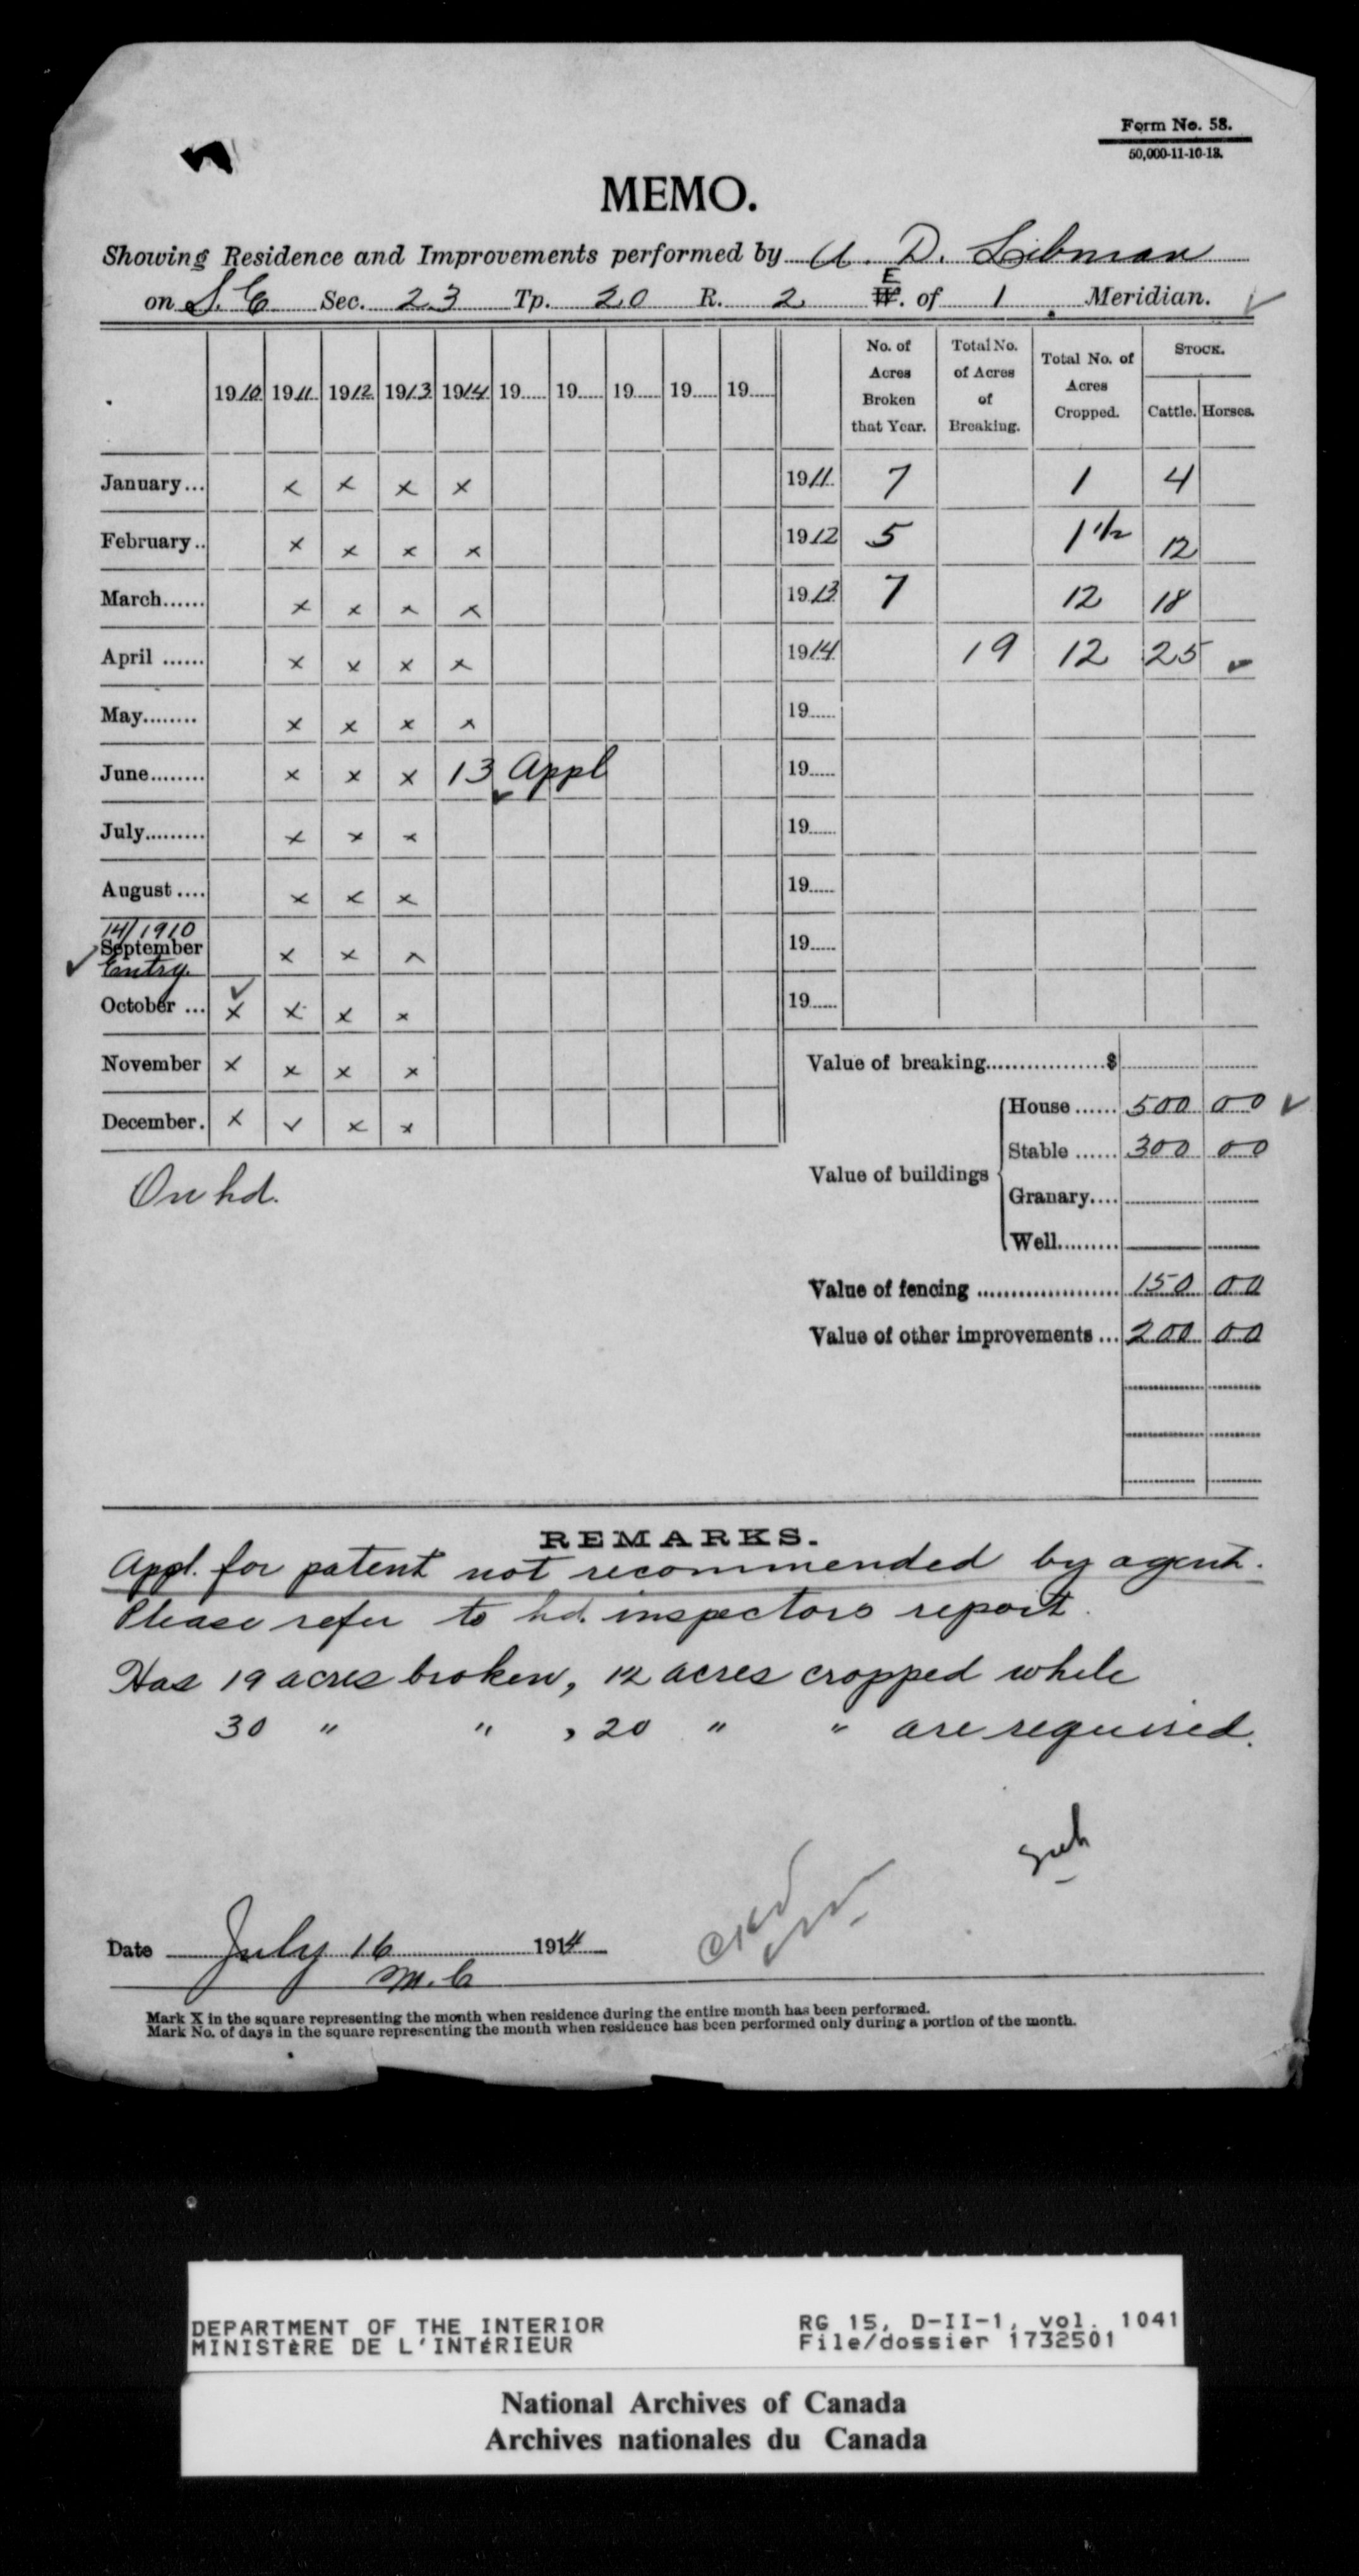 Form No. 58.
50,000-11-10-13.
MEMO.
Showing Residence and Improvements performed by A. D. Libman
on S. E Sec. 23 Tp. 20 R. 2 E W. of 1 Meridian.
1910 1911 1912 1913 1914 19 19 19 19 19
No. of Acres Broken that Year. Total No. of Acres of Breaking. Total No. of Acres Cropped. STOCK. Cattle. Horses.
January... x x x x 1911 7 1 4
February.. x x x x 1912 5 1 1/2 12
March...... x x x x 1913 7 12 18
April ...... x x x x 1914 19 12 25
May........ x x x x 19
June........ x x x 13 Appl 19
July......... x x x 19
August .... x x x 19
14/1910
September x x x 19
Entry.
October ... x x x x 19
November x x x x
Value of breaking..................$
December. x x x x
On hd.
Value of buildings
House ...... 500 00
Stable ...... 300 00
Granary....
Well.........
Value of fencing .................... 150 00
Value of other improvements ... 200 00
REMARKS.
Appl. for patent not recommended by agent.
Please refer to hd. inspectors report.
Has 19 acres broken, 12 acres cropped while
30 " " , 20 " " are required.
Date July 16 1914
M. C
Mark X in the square representing the month when residence during the entire month has been performed.
Mark No. of days in the square representing the month when residence has been performed only during a portion of the month.
DEPARTMENT OF THE INTERIOR
MINISTÈRE DE L'INTÉRIEUR
RG 15, D-II-1, vol. 1041
File/dossier 1732501
National Archives of Canada
Archives nationales du Canada